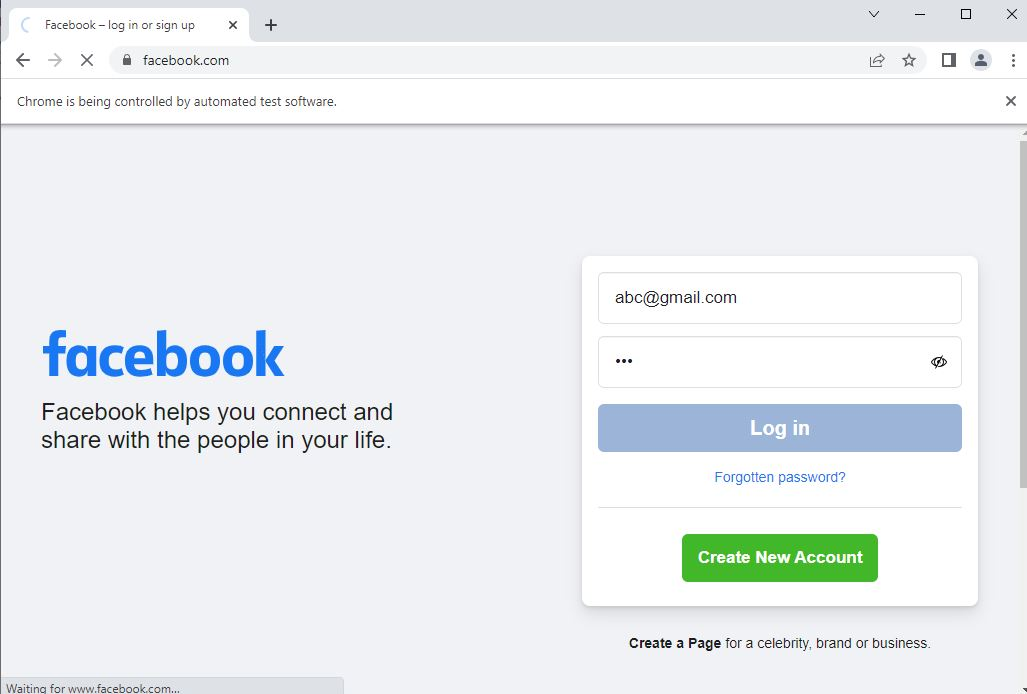 Facebook – log in or sign up
facebook.com
Chrome is being controlled by automated test software.
facebook
Facebook helps you connect and
share with the people in your life.
abc@gmail.com
•••
Log in
Forgotten password?
Create New Account
Create a Page for a celebrity, brand or business.
Waiting for www.facebook.com...